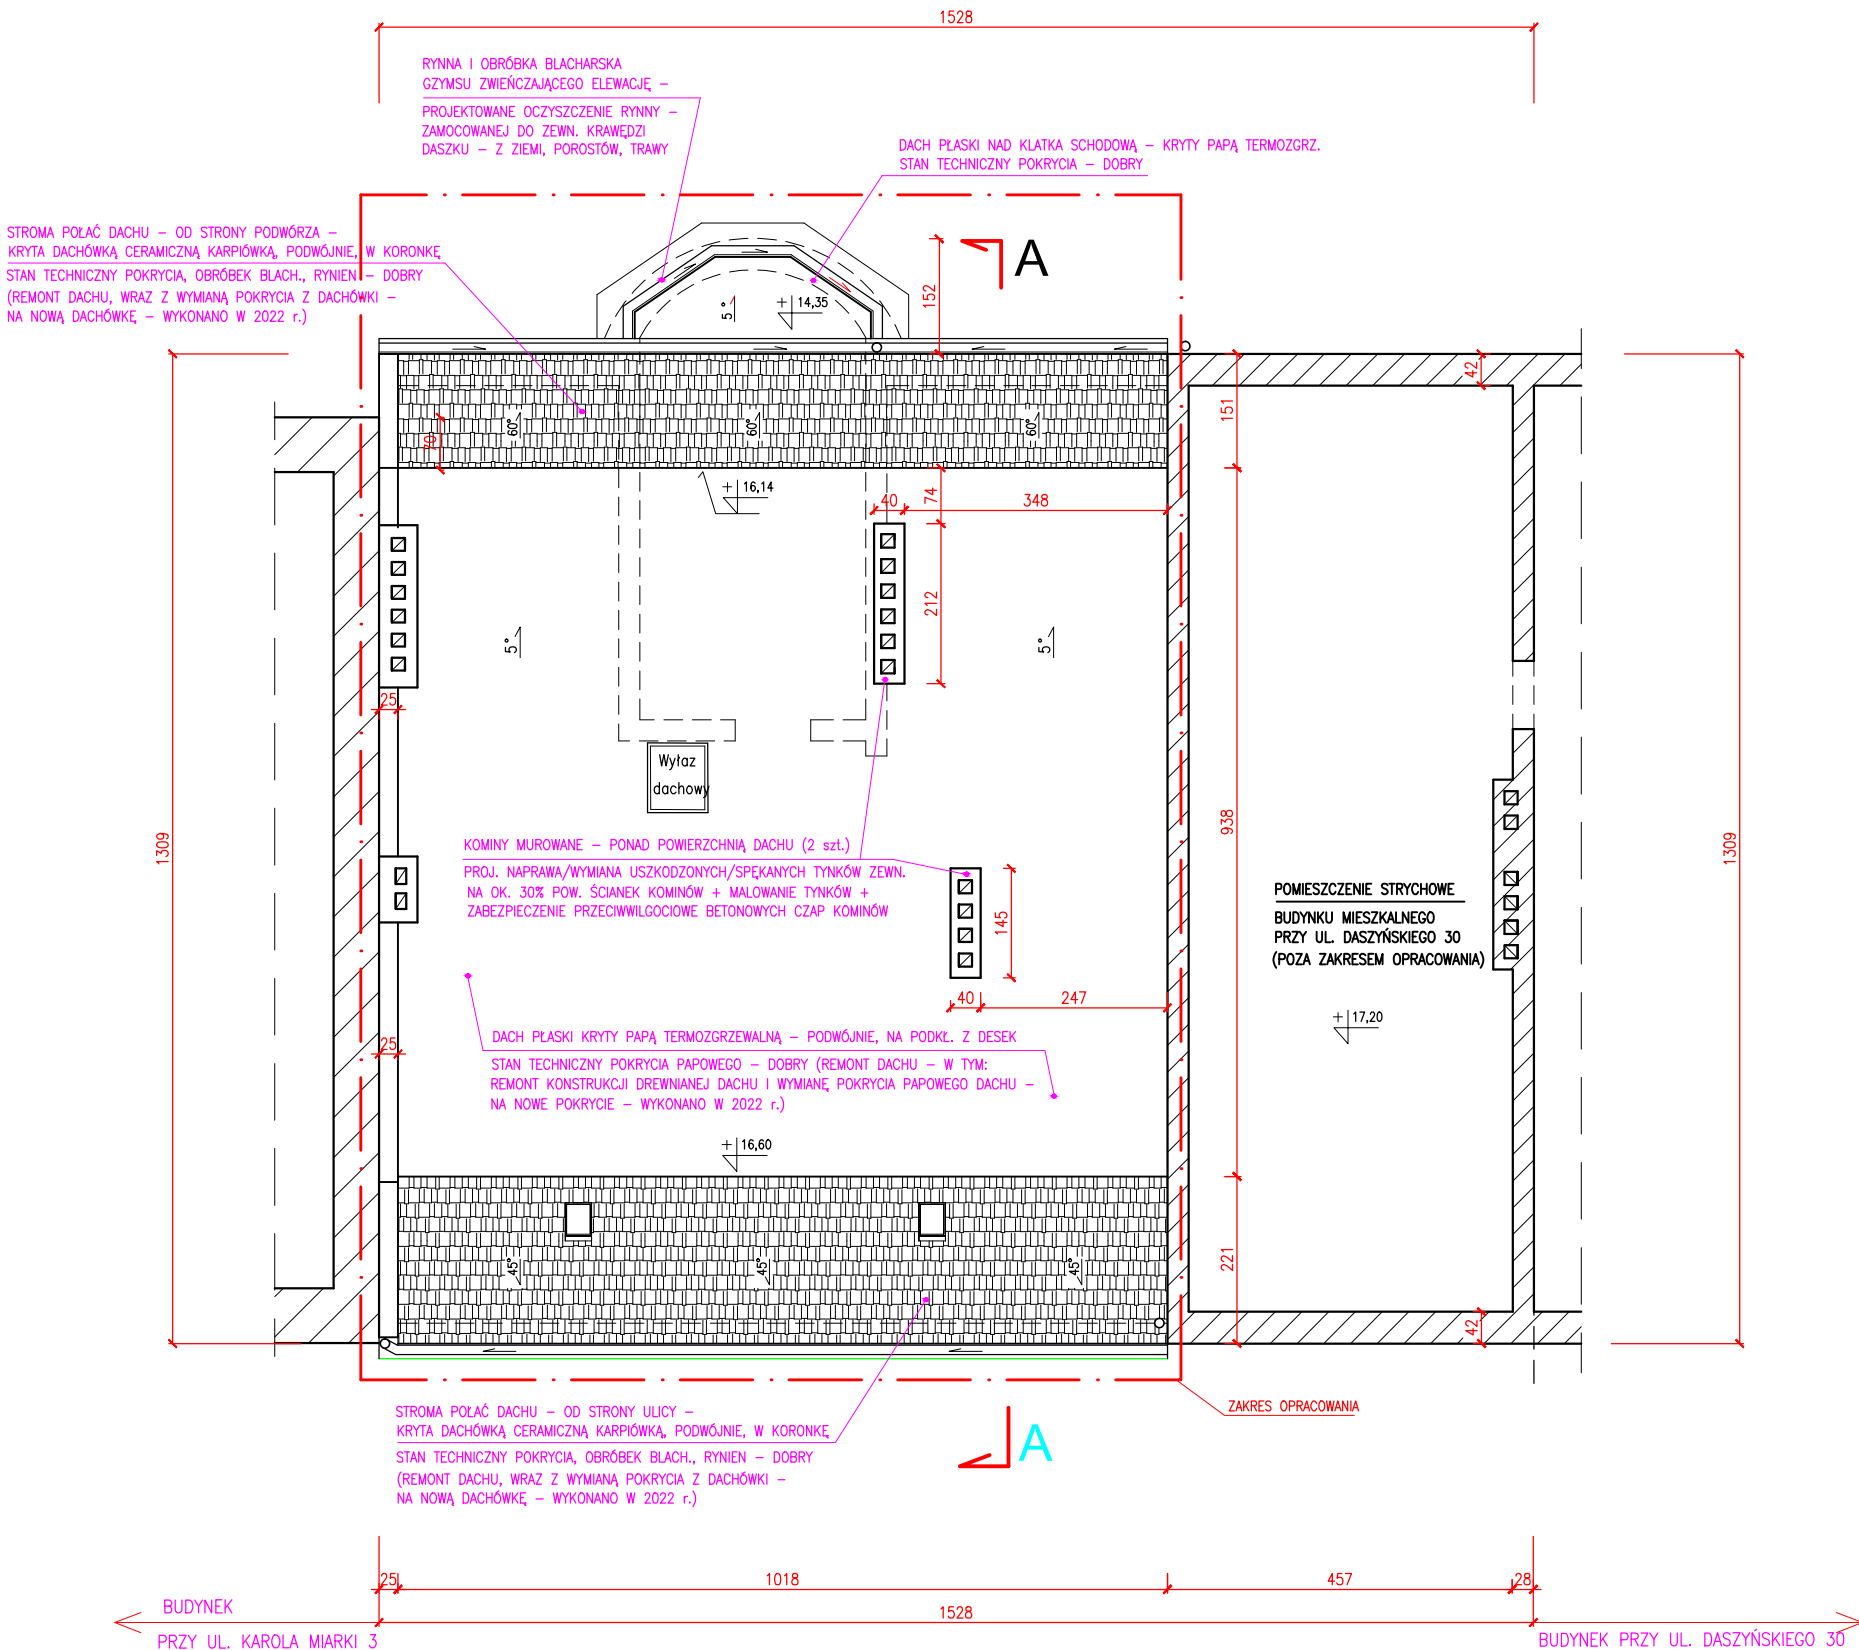 1528
RYNNA I OBRÓBKA BLACHARSKA
GZYMSU ZWIEŃCZAJĄCEGO ELEWACJĘ –
PROJEKTOWANE OCZYSZCZENIE RYNNY –
ZAMOCOWANEJ DO ZEWN. KRAWĘDZI
DASZKU – Z ZIEMI, POROSTÓW, TRAWY
DACH PŁASKI NAD KLATKA SCHODOWĄ – KRYTY PAPĄ TERMOZGRZ.
STAN TECHNICZNY POKRYCIA – DOBRY
STROMA POŁAĆ DACHU – OD STRONY PODWÓRZA –
KRYTA DACHÓWKĄ CERAMICZNĄ KARPIÓWKĄ, PODWÓJNIE, W KORONKĘ
STAN TECHNICZNY POKRYCIA, OBRÓBEK BLACH., RYNIEN – DOBRY
(REMONT DACHU, WRAZ Z WYMIANĄ POKRYCIA Z DACHÓWKI –
NA NOWĄ DACHÓWKĘ – WYKONANO W 2022 r.)
A
152
5°
+ 14,35
42
151
70
60°
60°
60°
+ 16,14
40
74
348
212
5°
5°
25
Wyłaz
dachowy
1309
938
1309
KOMINY MUROWANE – PONAD POWIERZCHNIĄ DACHU (2 szt.)
PROJ. NAPRAWA/WYMIANA USZKODZONYCH/SPĘKANYCH TYNKÓW ZEWN.
NA OK. 30% POW. ŚCIANEK KOMINÓW + MALOWANIE TYNKÓW +
ZABEZPIECZENIE PRZECIWWILGOCIOWE BETONOWYCH CZAP KOMINÓW
145
POMIESZCZENIE STRYCHOWE
BUDYNKU MIESZKALNEGO
PRZY UL. DASZYŃSKIEGO 30
(POZA ZAKRESEM OPRACOWANIA)
40
247
+ 17,20
25
DACH PŁASKI KRYTY PAPĄ TERMOZGRZEWALNĄ – PODWÓJNIE, NA PODKŁ. Z DESEK
STAN TECHNICZNY POKRYCIA PAPOWEGO – DOBRY (REMONT DACHU – W TYM:
REMONT KONSTRUKCJI DREWNIANEJ DACHU I WYMIANĘ POKRYCIA PAPOWEGO DACHU –
NA NOWE POKRYCIE – WYKONANO W 2022 r.)
+ 16,60
45°
45°
45°
221
42
ZAKRES OPRACOWANIA
STROMA POŁAĆ DACHU – OD STRONY ULICY –
KRYTA DACHÓWKĄ CERAMICZNĄ KARPIÓWKĄ, PODWÓJNIE, W KORONKĘ
STAN TECHNICZNY POKRYCIA, OBRÓBEK BLACH., RYNIEN – DOBRY
(REMONT DACHU, WRAZ Z WYMIANĄ POKRYCIA Z DACHÓWKI –
NA NOWĄ DACHÓWKĘ – WYKONANO W 2022 r.)
A
25
1018
457
28
1528
BUDYNEK
PRZY UL. KAROLA MIARKI 3
BUDYNEK PRZY UL. DASZYŃSKIEGO 30